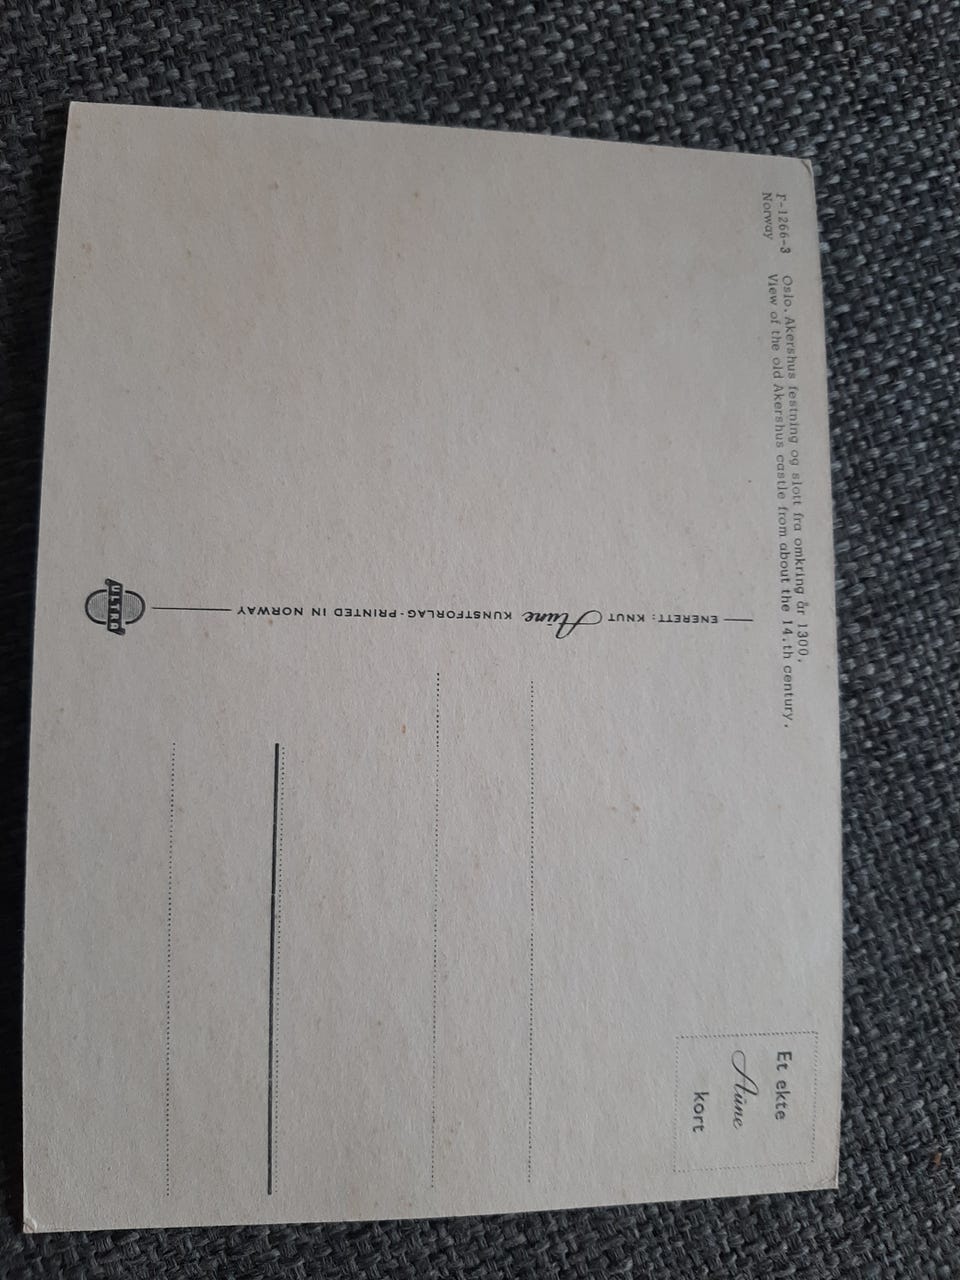 F-1266-3 Oslo. Akershus festning og slott fra omkring år 1300.
Norway View of the old Akershus castle from about the 14.th century.
Et ekte
Aune
kort
ENERETT: KNUT Aune KUNSTFORLAG - PRINTED IN NORWAY
ULTRA